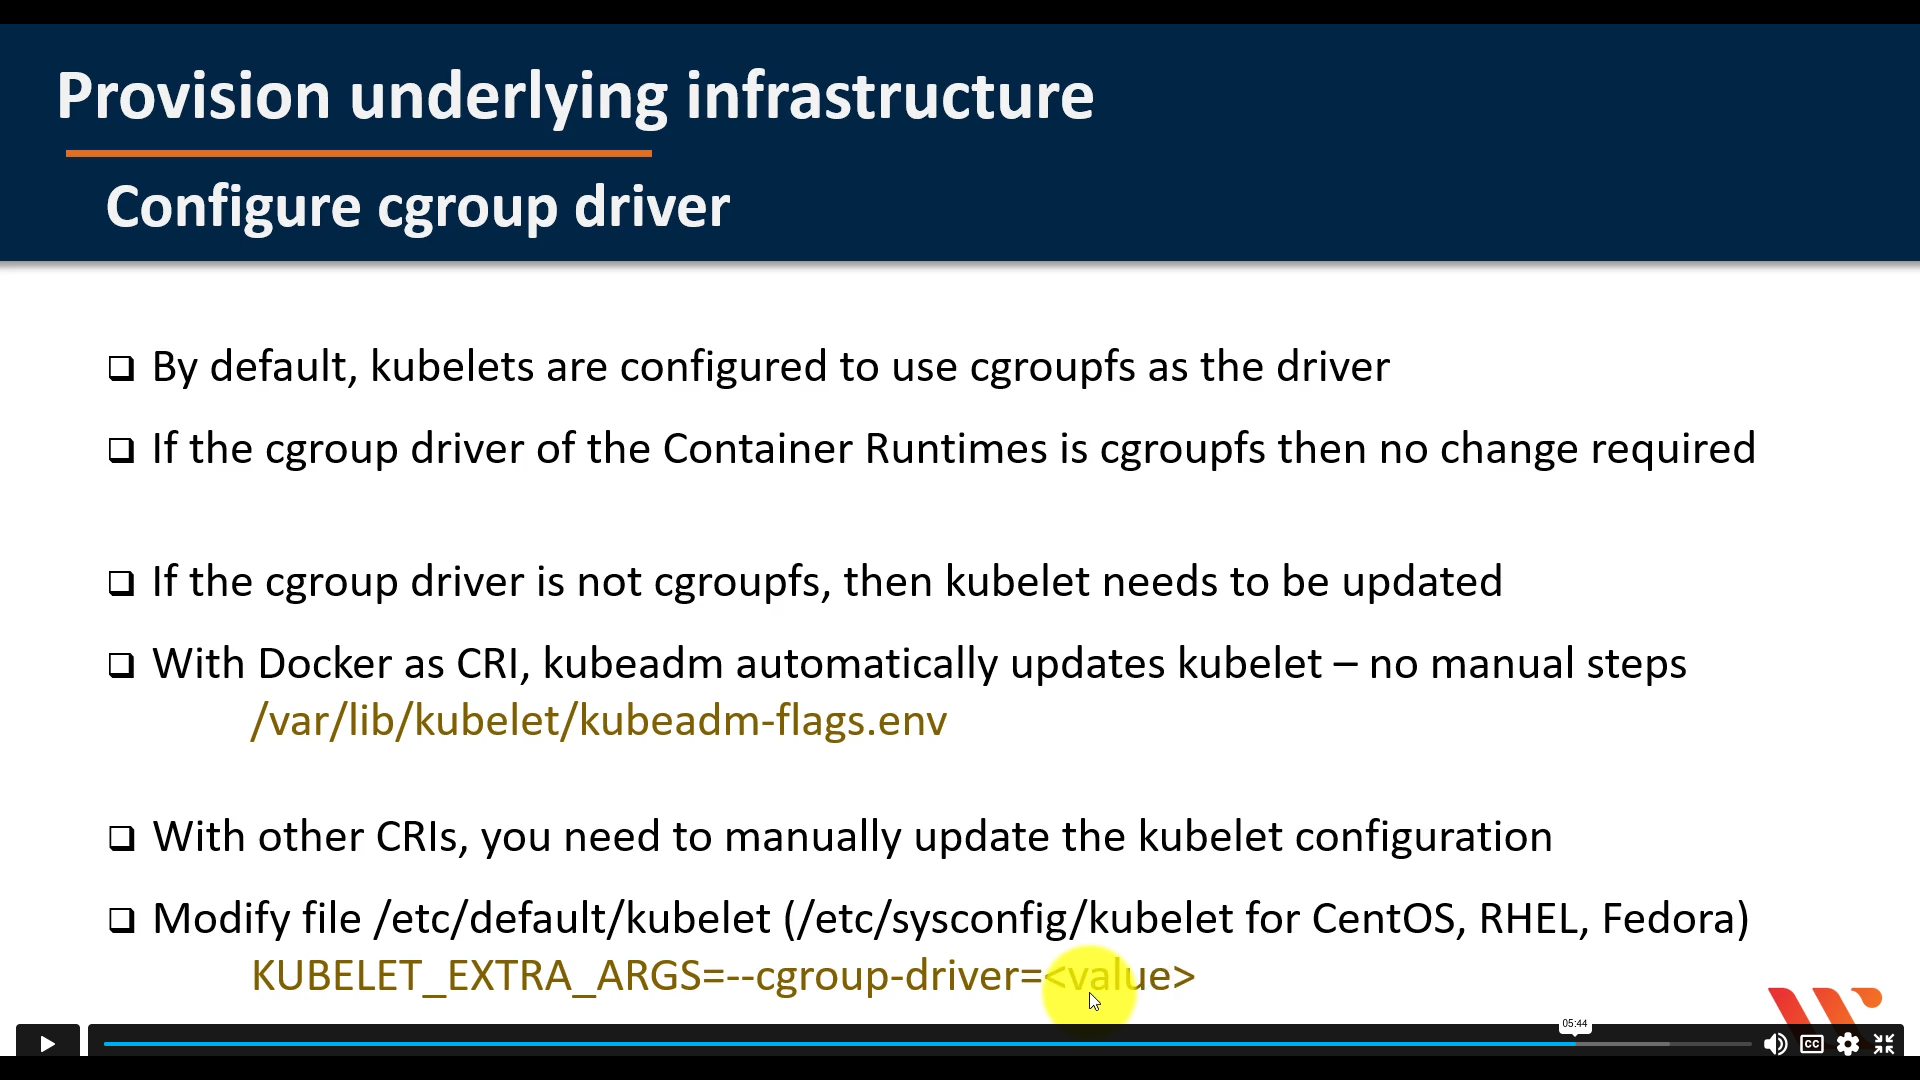 Provision underlying infrastructure
Configure cgroup driver
❑ By default, kubelets are configured to use cgroupfs as the driver
❑ If the cgroup driver of the Container Runtimes is cgroupfs then no change required
❑ If the cgroup driver is not cgroupfs, then kubelet needs to be updated
❑ With Docker as CRI, kubeadm automatically updates kubelet – no manual steps
/var/lib/kubelet/kubeadm-flags.env
❑ With other CRIs, you need to manually update the kubelet configuration
❑ Modify file /etc/default/kubelet (/etc/sysconfig/kubelet for CentOS, RHEL, Fedora)
KUBELET_EXTRA_ARGS=--cgroup-driver=<value>
05:44
CC